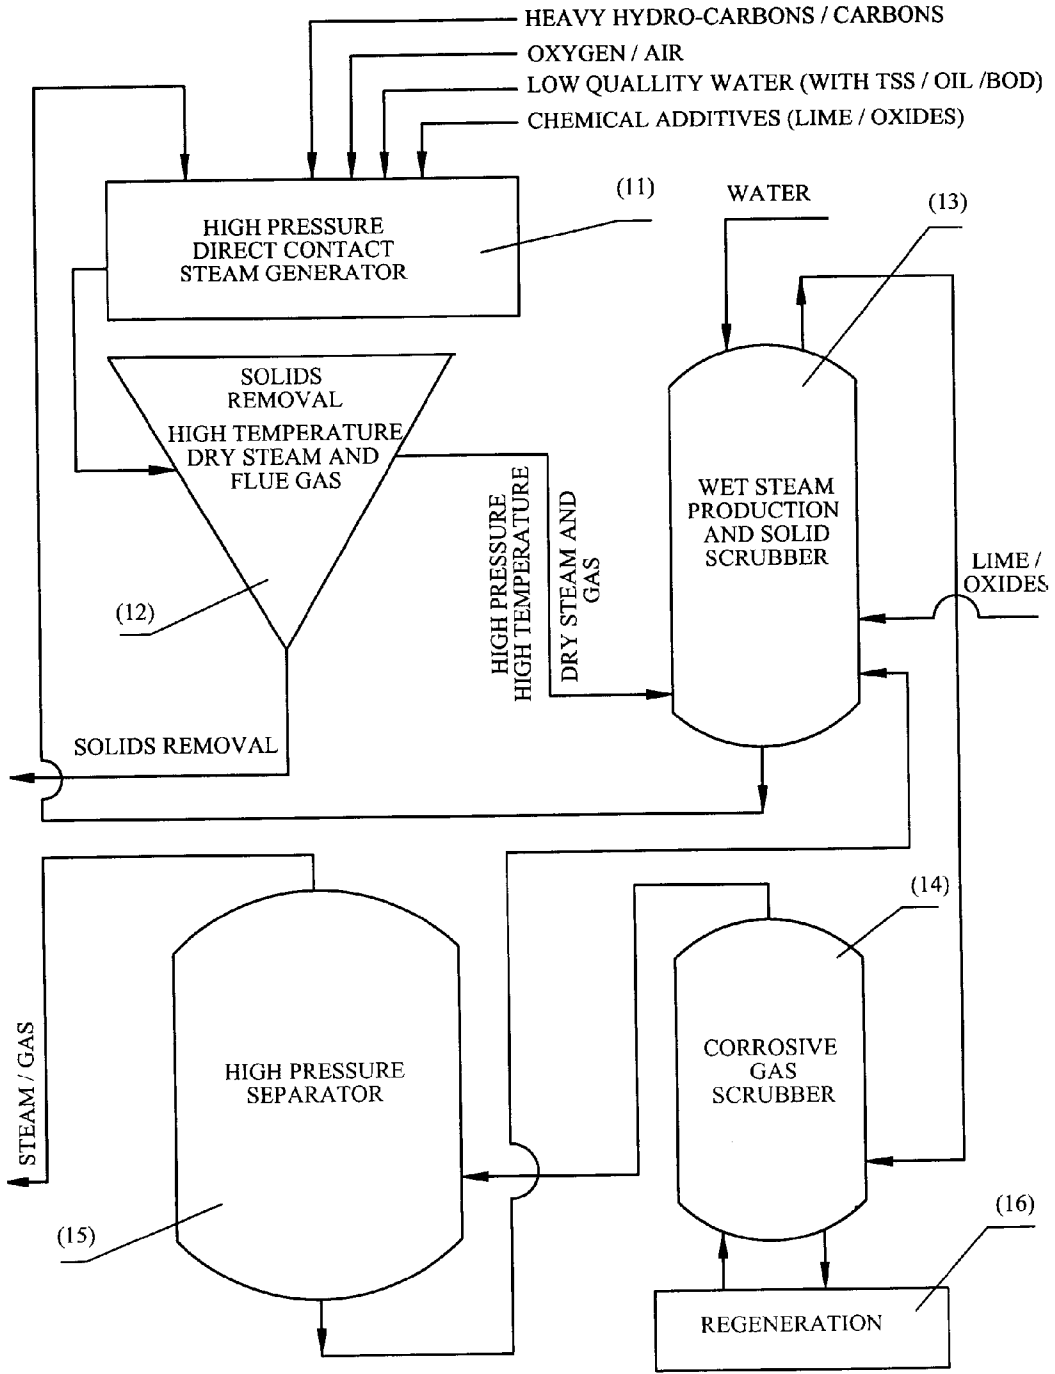 HEAVY HYDRO-CARBONS / CARBONS
OXYGEN / AIR
LOW QUALLITY WATER (WITH TSS / OIL /BOD)
CHEMICAL ADDITIVES (LIME / OXIDES)
(11)
HIGH PRESSURE
DIRECT CONTACT
STEAM GENERATOR
WATER
(13)
SOLIDS
REMOVAL
HIGH TEMPERATURE
DRY STEAM AND
FLUE GAS
(12)
HIGH PRESSURE
HIGH TEMPERATURE
DRY STEAM AND
GAS
WET STEAM
PRODUCTION
AND SOLID
SCRUBBER
LIME /
OXIDES
SOLIDS REMOVAL
(14)
STEAM / GAS
HIGH PRESSURE
SEPARATOR
CORROSIVE
GAS
SCRUBBER
(15)
(16)
REGENERATION